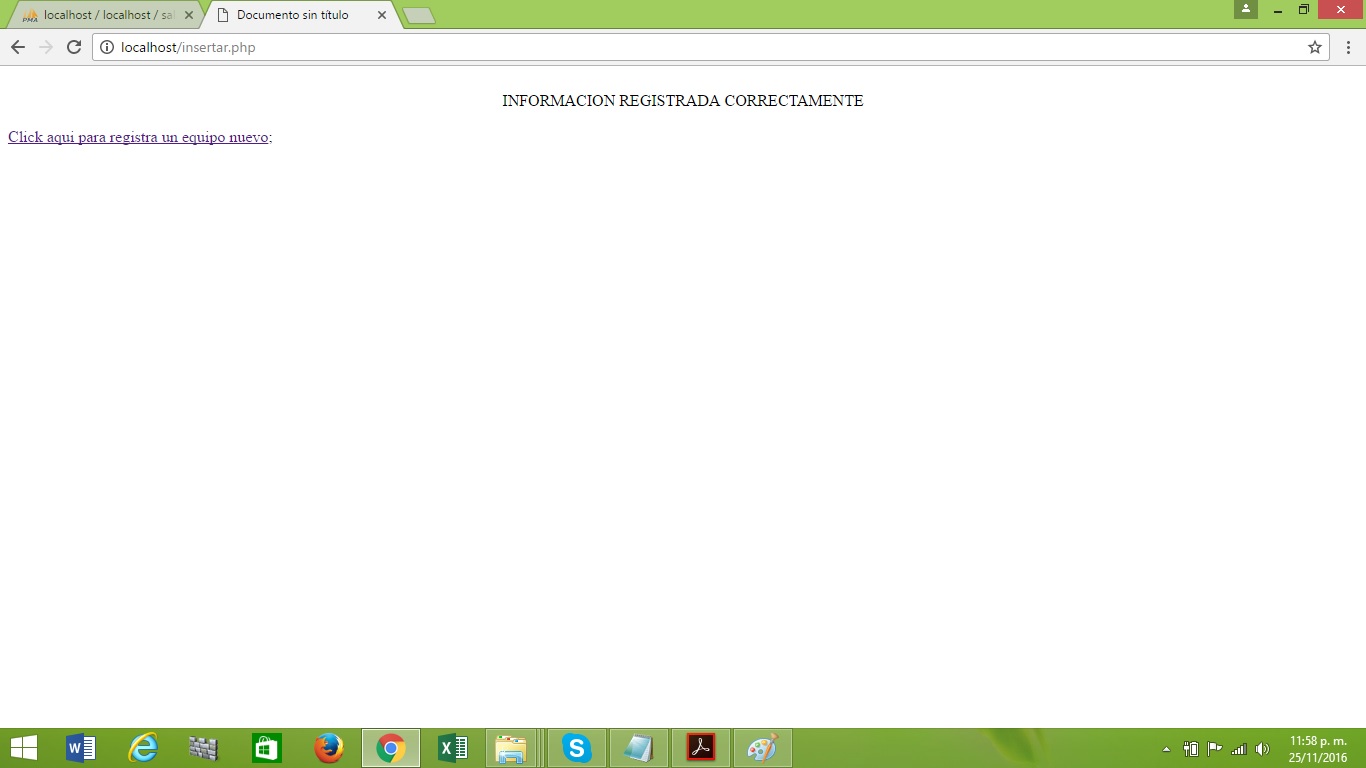 localhost / localhost / sal
Documento sin título
localhost/insertar.php
INFORMACION REGISTRADA CORRECTAMENTE
Click aqui para registra un equipo nuevo;
11:58 p. m.
25/11/2016